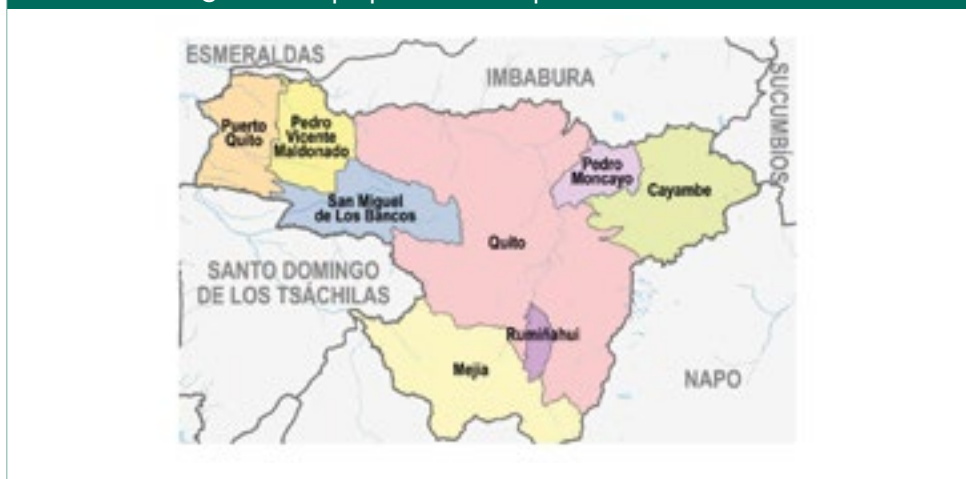 ESMERALDAS
IMBABURA
SUCUMBÍOS
Puerto
Quito
Pedro
Vicente
Maldonado
Pedro
Moncayo
Cayambe
San Miguel
de Los Bancos
Quito
SANTO DOMINGO
DE LOS TSÁCHILAS
Rumiñahui
Mejia
NAPO